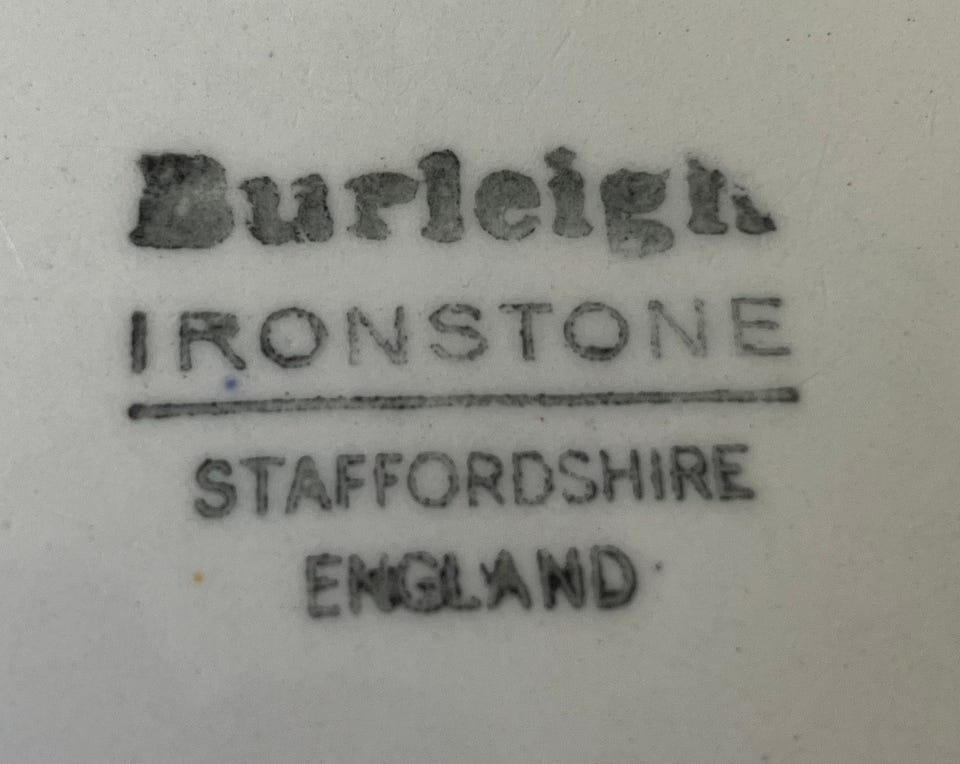 Burleigh
IRONSTONE
STAFFORDSHIRE
ENGLAND